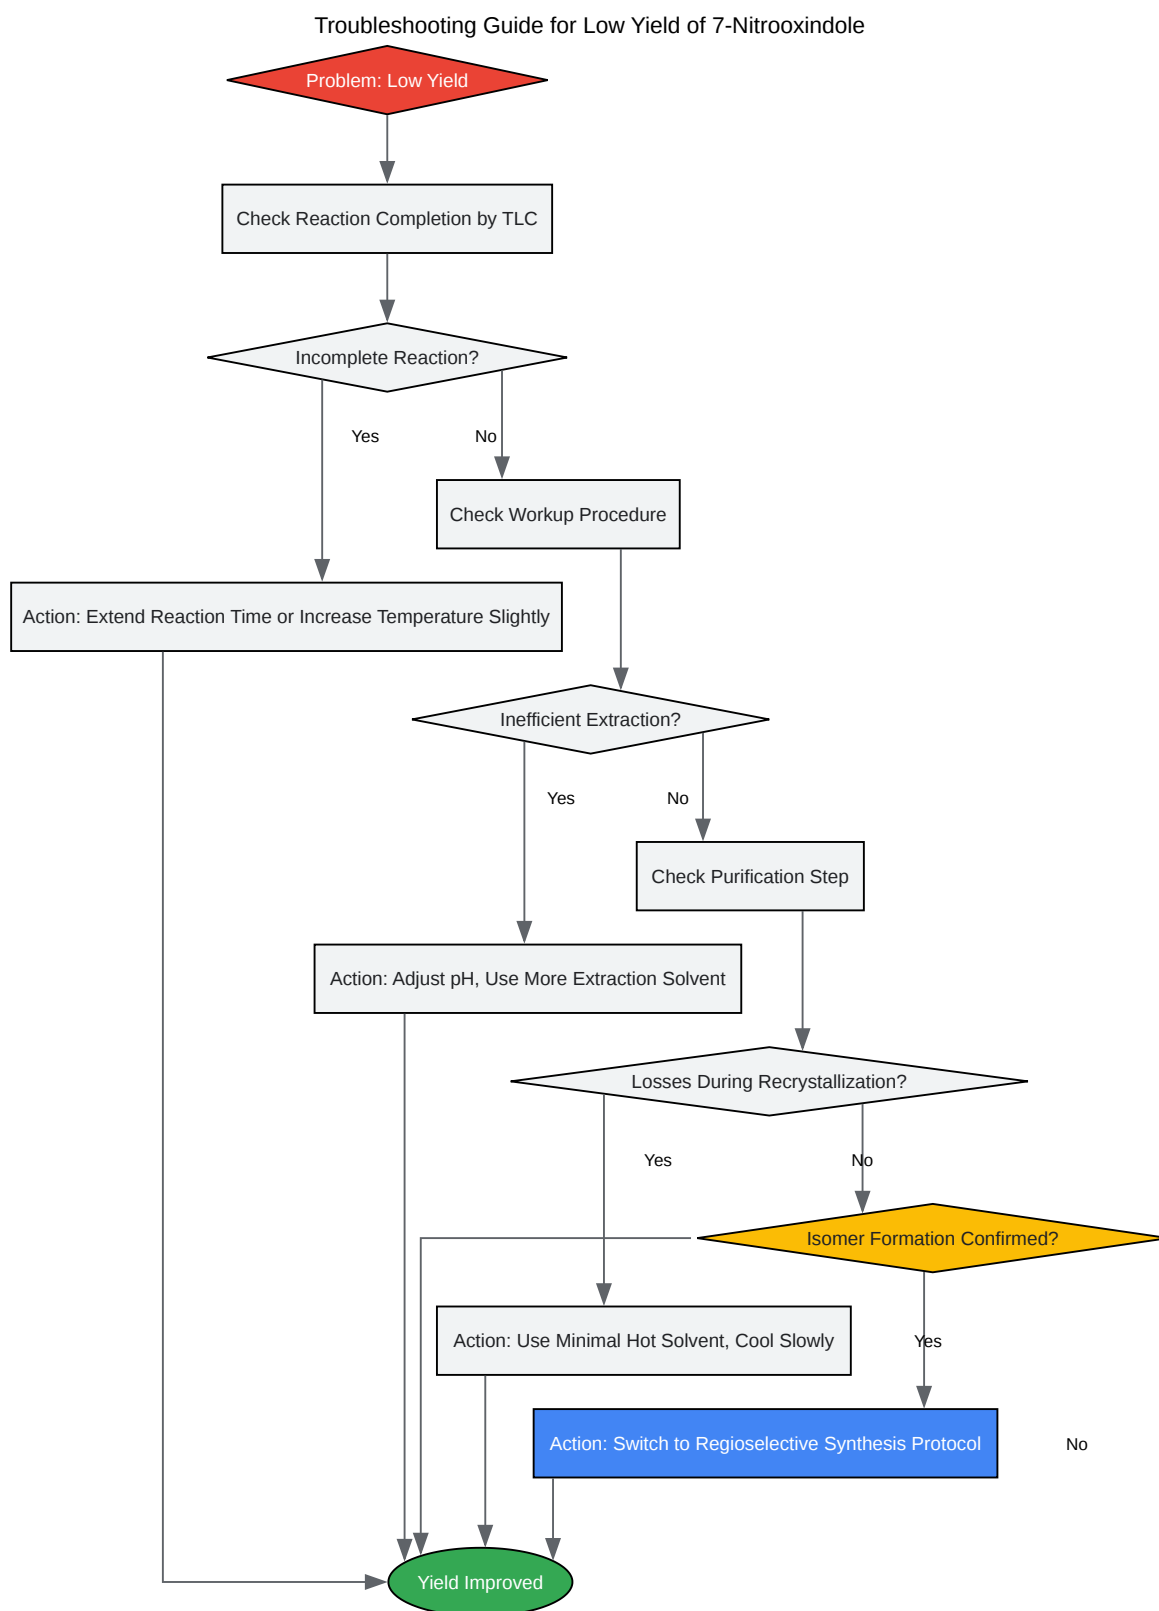 Troubleshooting Guide for Low Yield of 7-Nitrooxindole
Problem: Low Yield
Check Reaction Completion by TLC
Incomplete Reaction?
Yes
No
Check Workup Procedure
Action: Extend Reaction Time or Increase Temperature Slightly
Inefficient Extraction?
Yes
No
Check Purification Step
Action: Adjust pH, Use More Extraction Solvent
Losses During Recrystallization?
Yes
No
Isomer Formation Confirmed?
Action: Use Minimal Hot Solvent, Cool Slowly
Yes
Action: Switch to Regioselective Synthesis Protocol
No
Yield Improved